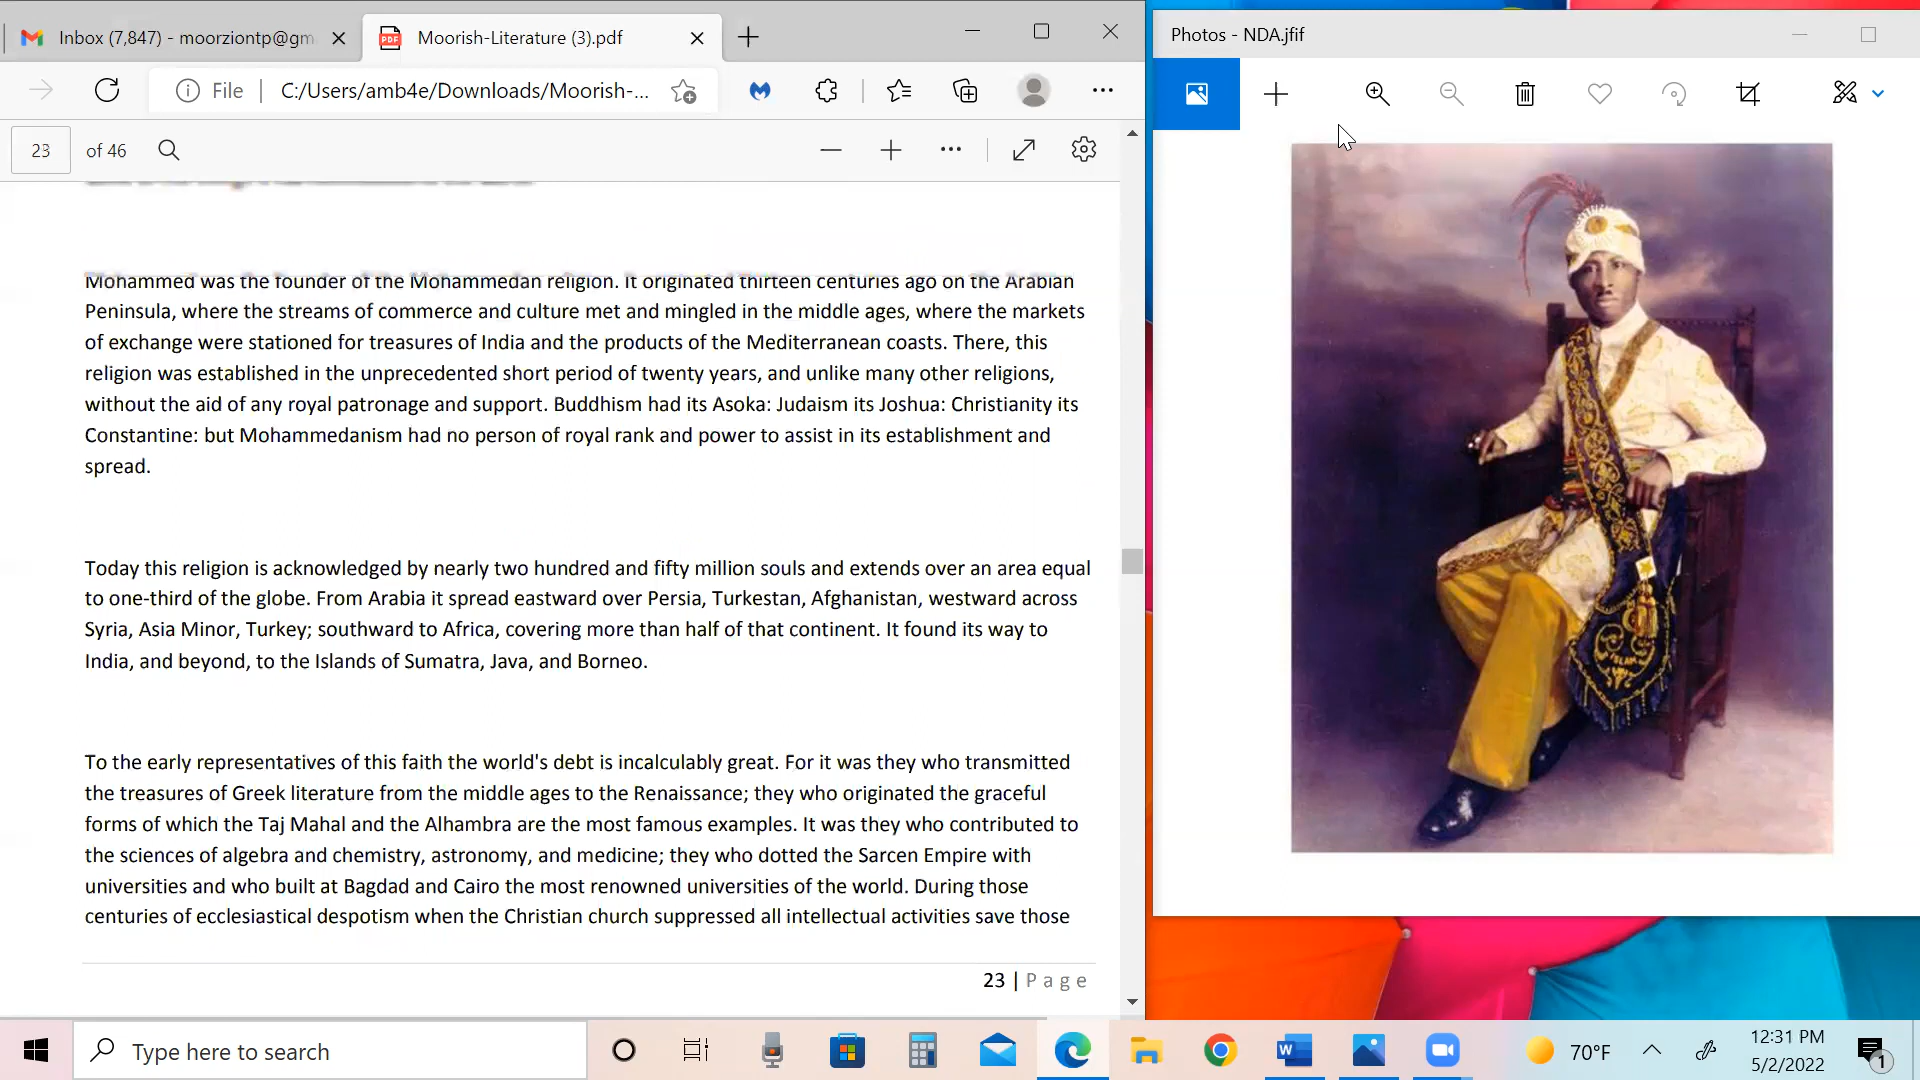 Inbox (7,847) - moorziontp@gm
Moorish-Literature (3).pdf
File
C:/Users/amb4e/Downloads/Moorish-...
23 of 46
Mohammed was the founder of the Mohammedan religion. It originated thirteen centuries ago on the Arabian
Peninsula, where the streams of commerce and culture met and mingled in the middle ages, where the markets
of exchange were stationed for treasures of India and the products of the Mediterranean coasts. There, this
religion was established in the unprecedented short period of twenty years, and unlike many other religions,
without the aid of any royal patronage and support. Buddhism had its Asoka: Judaism its Joshua: Christianity its
Constantine: but Mohammedanism had no person of royal rank and power to assist in its establishment and
spread.
Today this religion is acknowledged by nearly two hundred and fifty million souls and extends over an area equal
to one-third of the globe. From Arabia it spread eastward over Persia, Turkestan, Afghanistan, westward across
Syria, Asia Minor, Turkey; southward to Africa, covering more than half of that continent. It found its way to
India, and beyond, to the Islands of Sumatra, Java, and Borneo.
To the early representatives of this faith the world's debt is incalculably great. For it was they who transmitted
the treasures of Greek literature from the middle ages to the Renaissance; they who originated the graceful
forms of which the Taj Mahal and the Alhambra are the most famous examples. It was they who contributed to
the sciences of algebra and chemistry, astronomy, and medicine; they who dotted the Sarcen Empire with
universities and who built at Bagdad and Cairo the most renowned universities of the world. During those
centuries of ecclesiastical despotism when the Christian church suppressed all intellectual activities save those
23 | Page
Photos - NDA.jfif
ISLAM
Type here to search
70°F
12:31 PM
5/2/2022
1